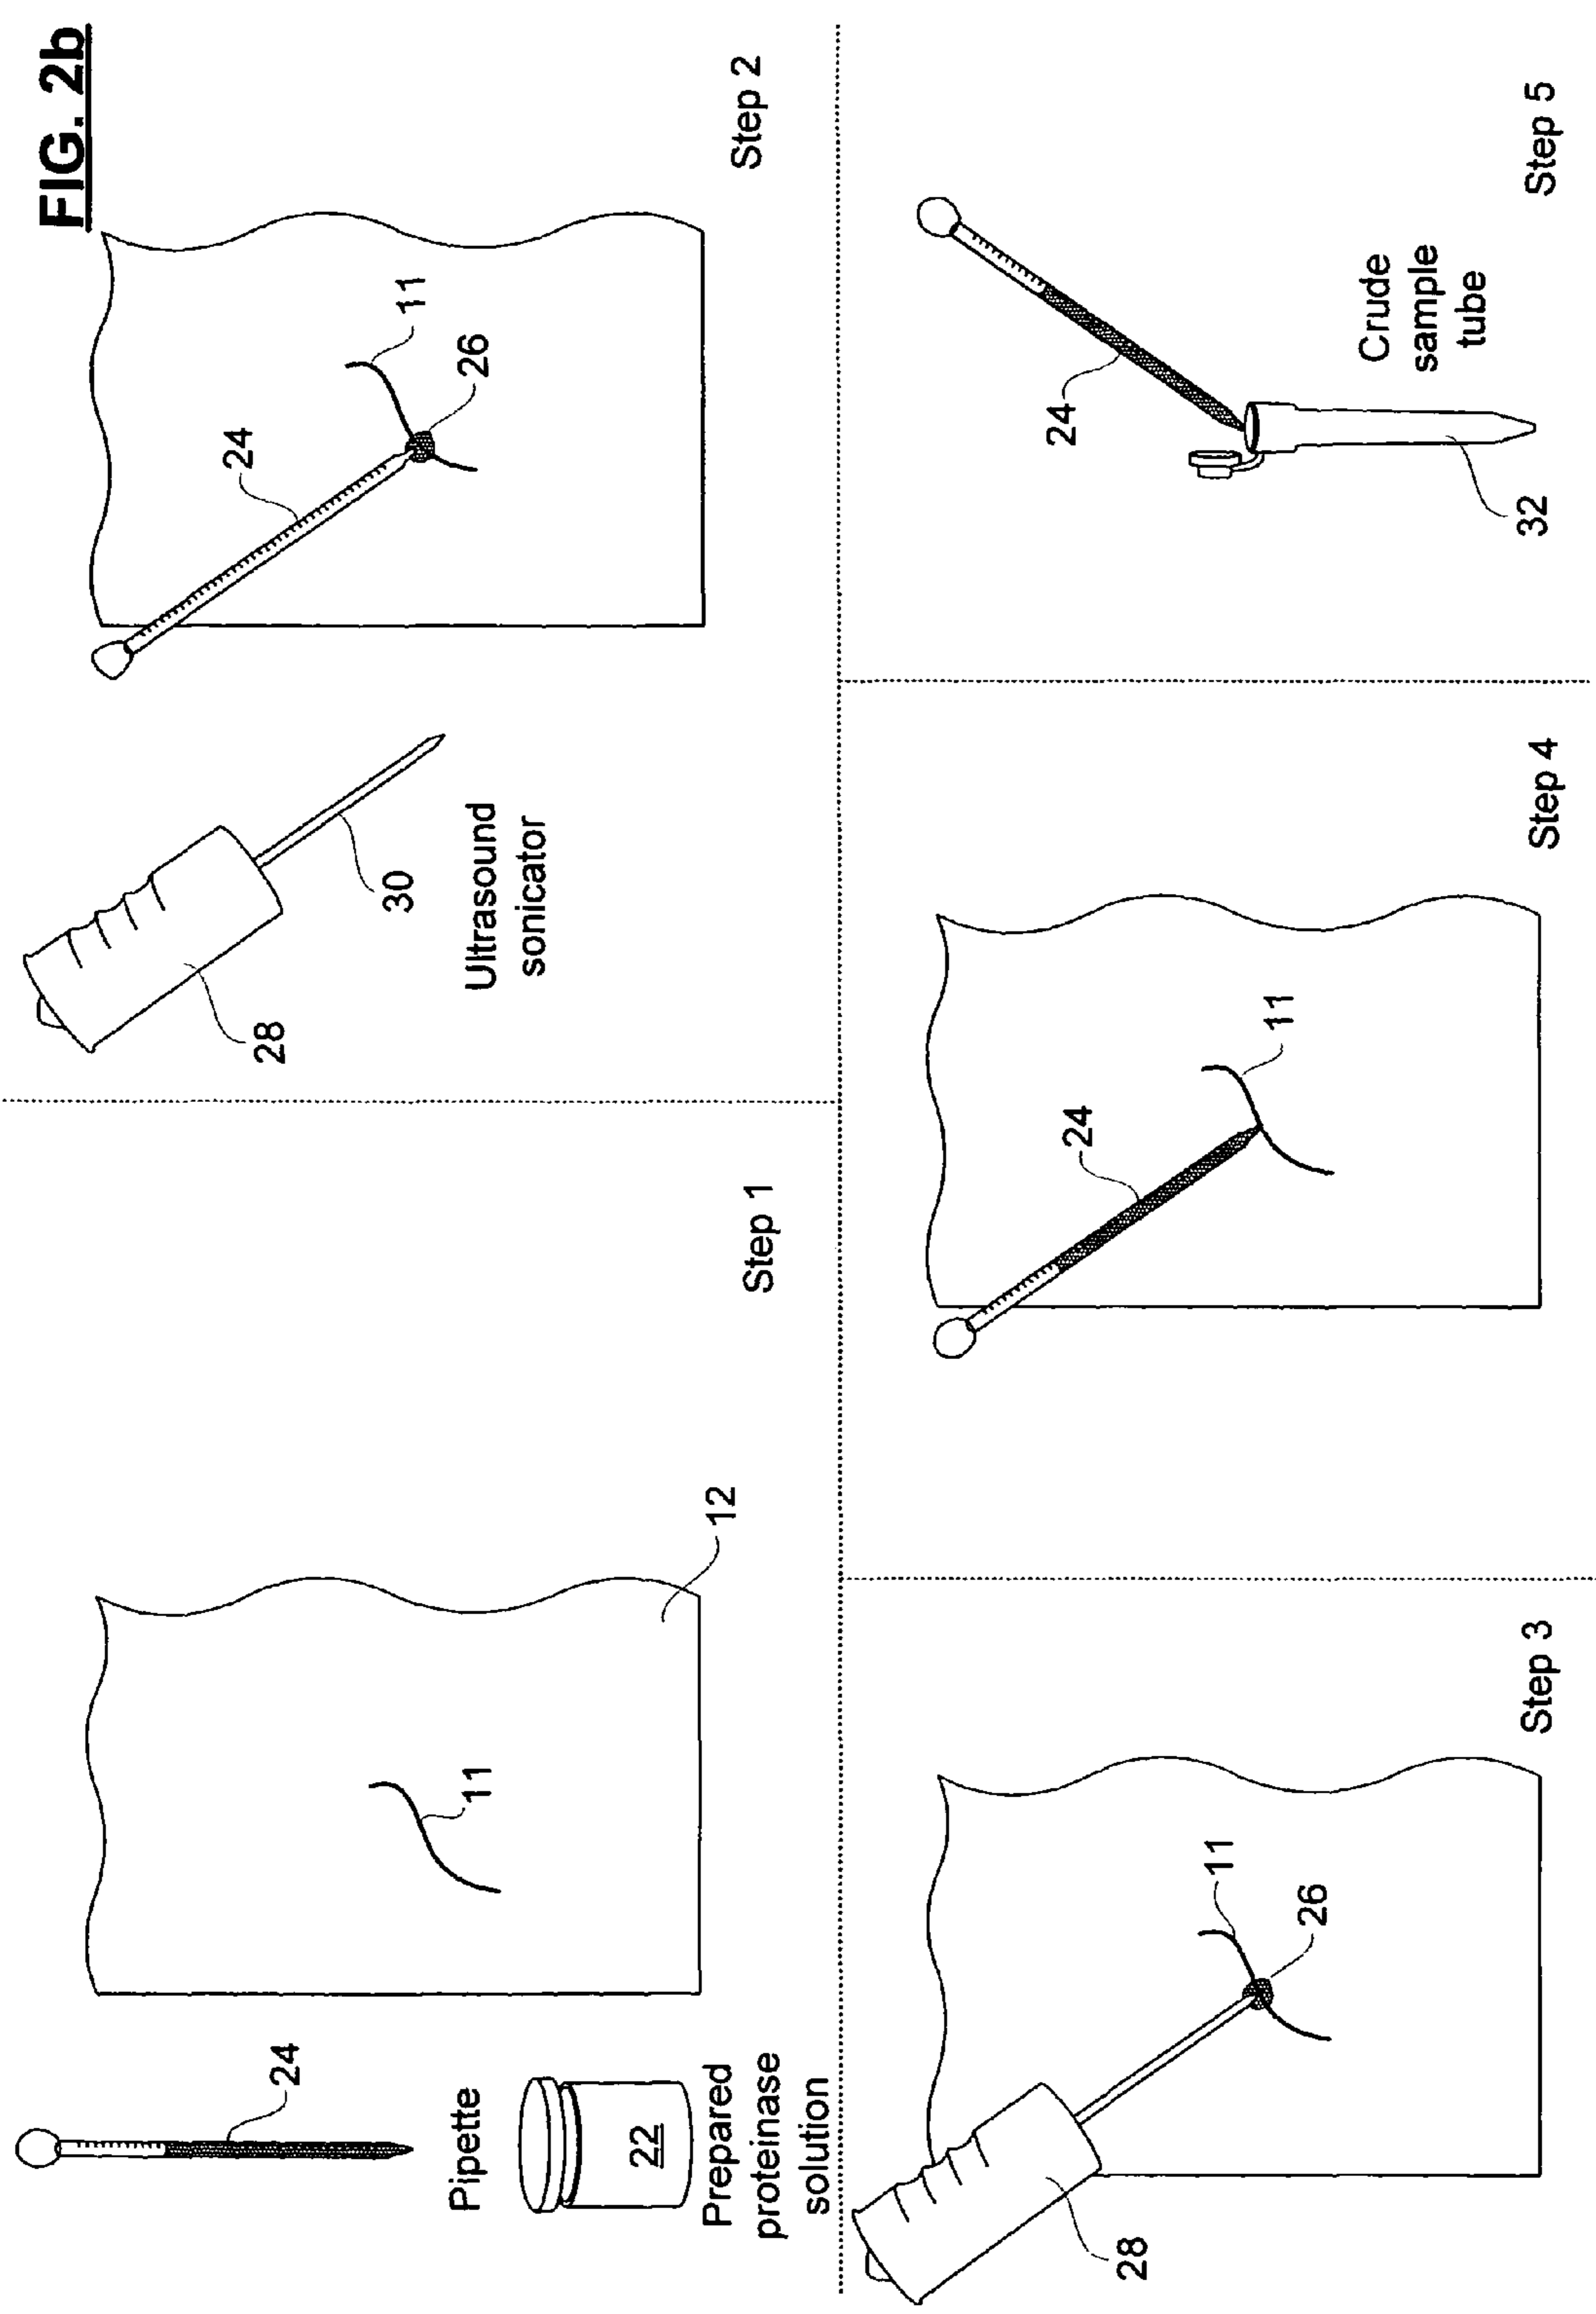 FIG. 2b
24
Pipette
22
Prepared
proteinase
solution
11
12
Step 1
28
30
Ultrasound
sonicator
24
11
26
Step 2
28
11
26
Step 3
24
11
Step 4
24
32
Crude
sample
tube
Step 5